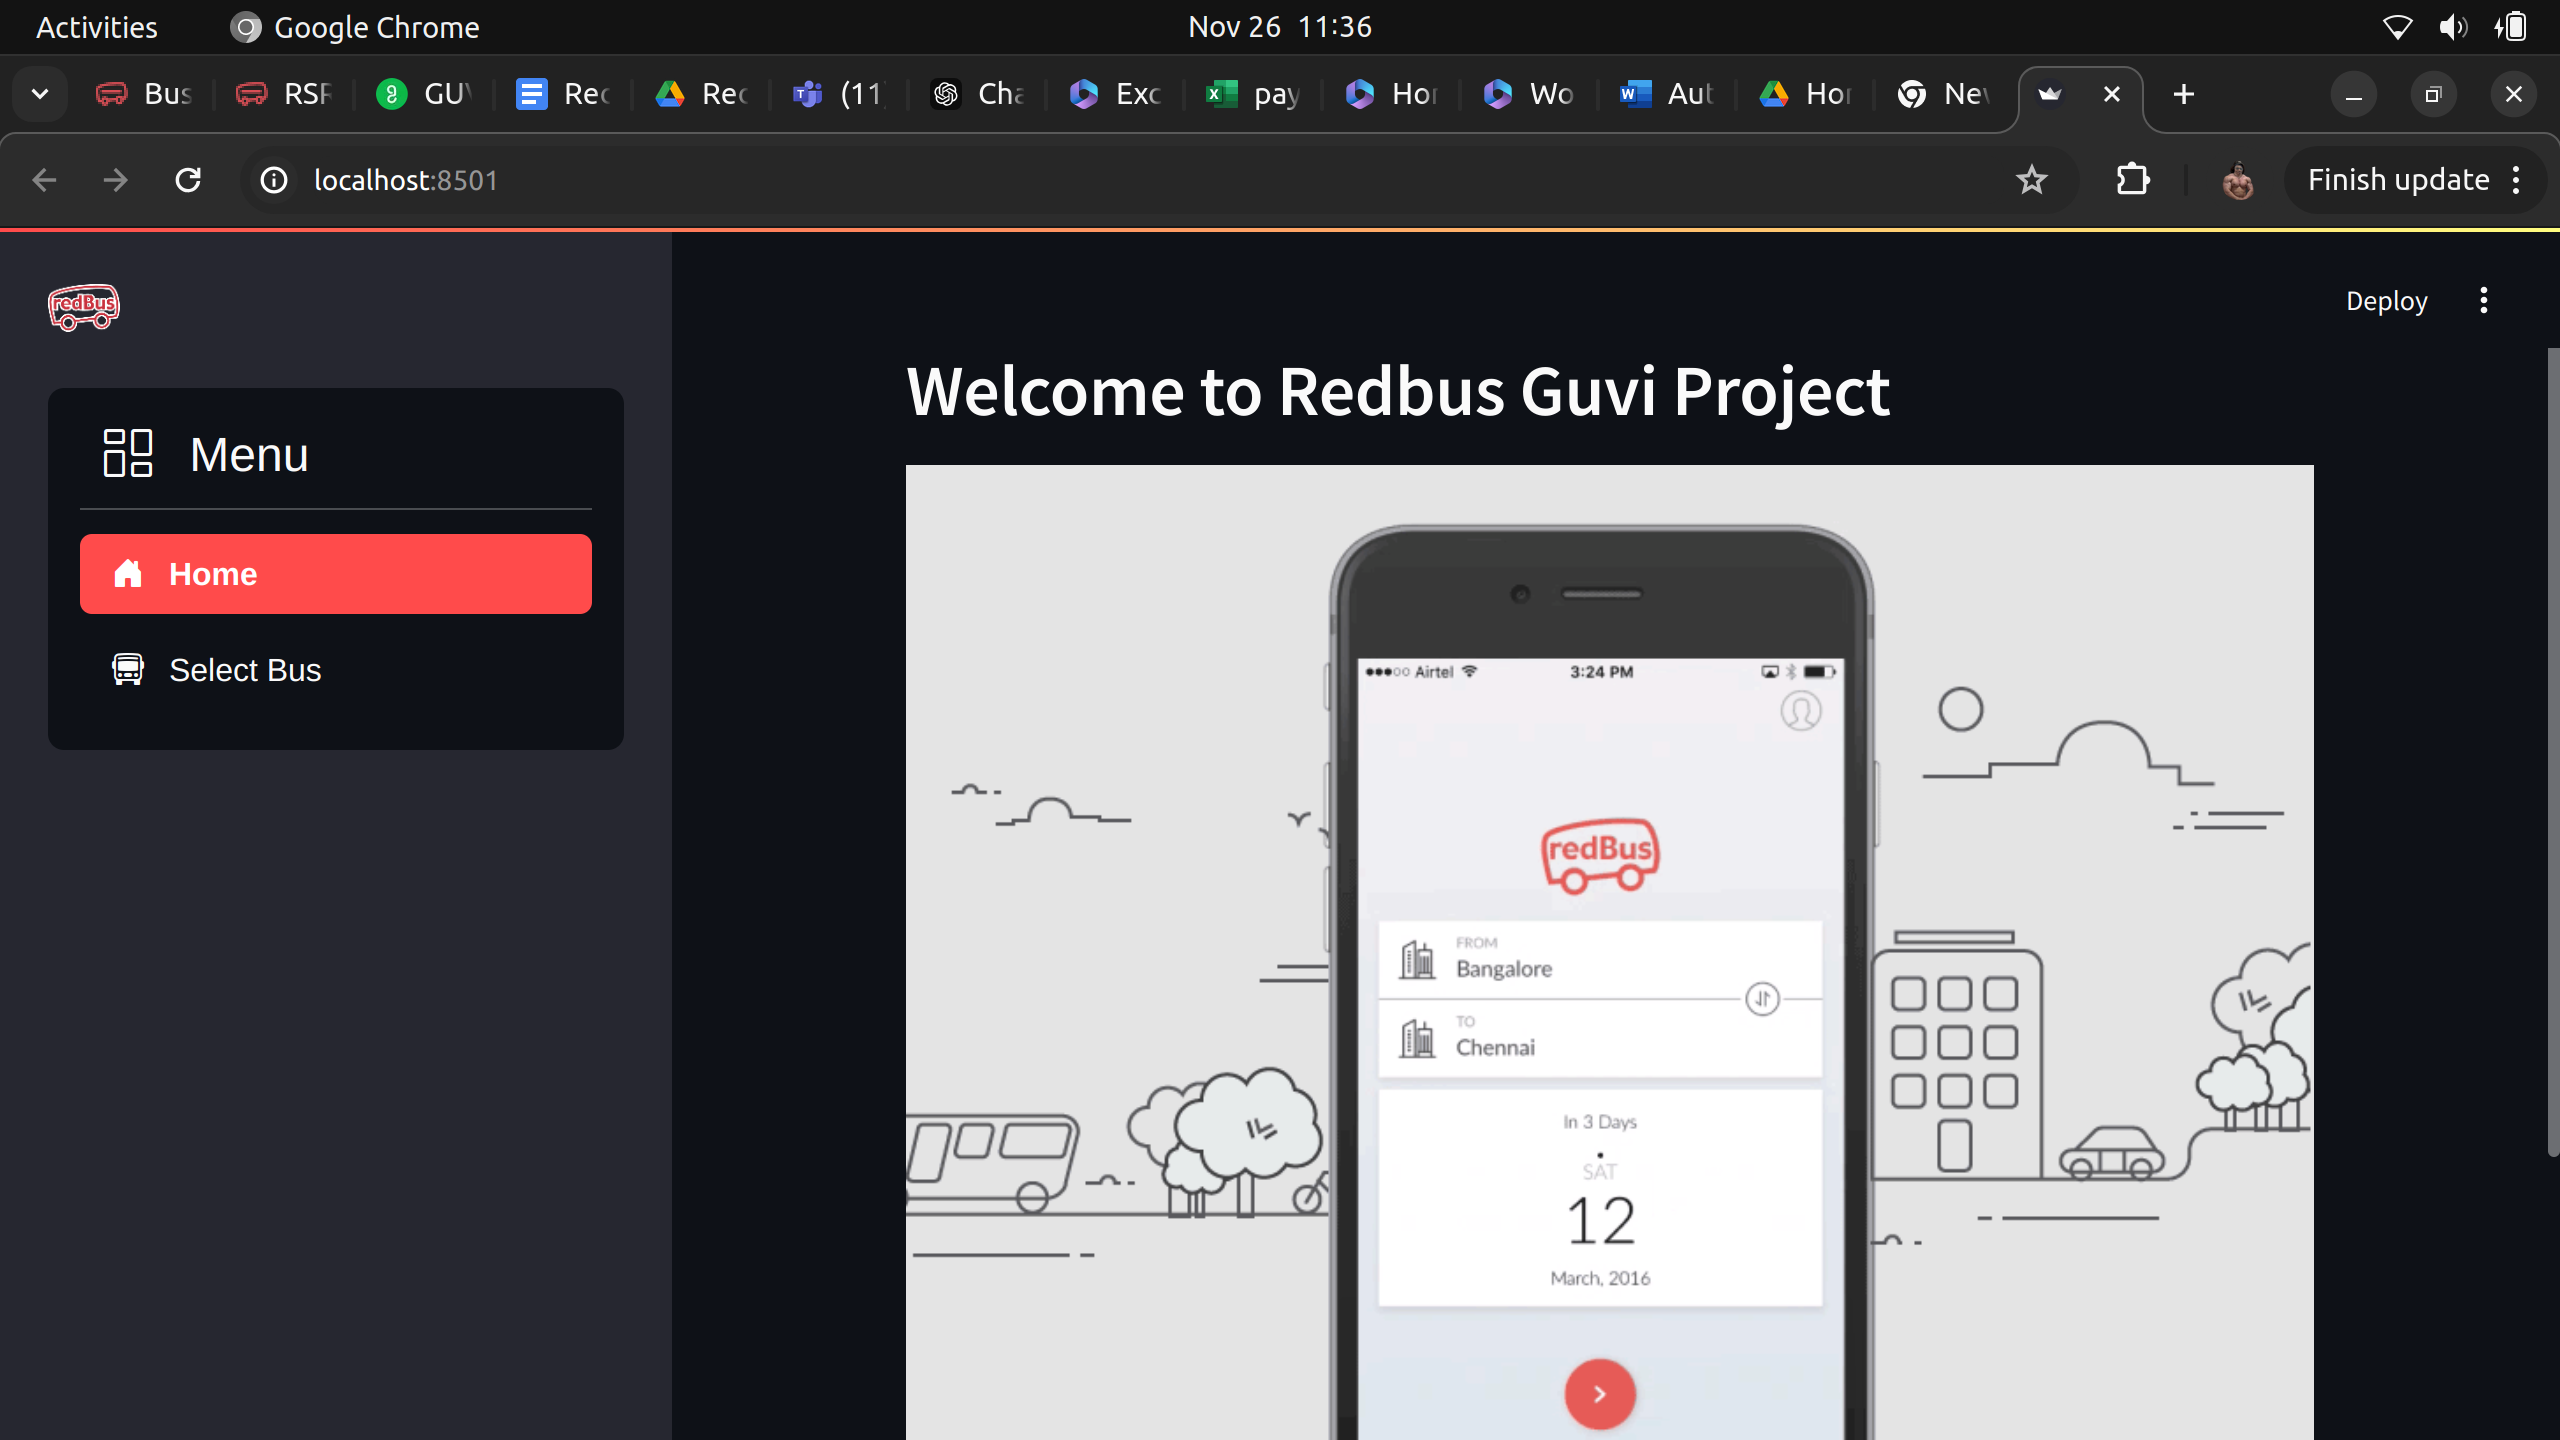 Activities Google Chrome Nov 26 11:36
Bus RSR GUV Rec Rec (11 Cha Exc pay Hor Wo Aut Hor Nev
localhost:8501 Finish update
redBus
Deploy
Welcome to Redbus Guvi Project
Menu
Home
Select Bus
Airtel 3:24 PM
redBus
FROM
Bangalore
TO
Chennai
In 3 Days
SAT
12
March, 2016